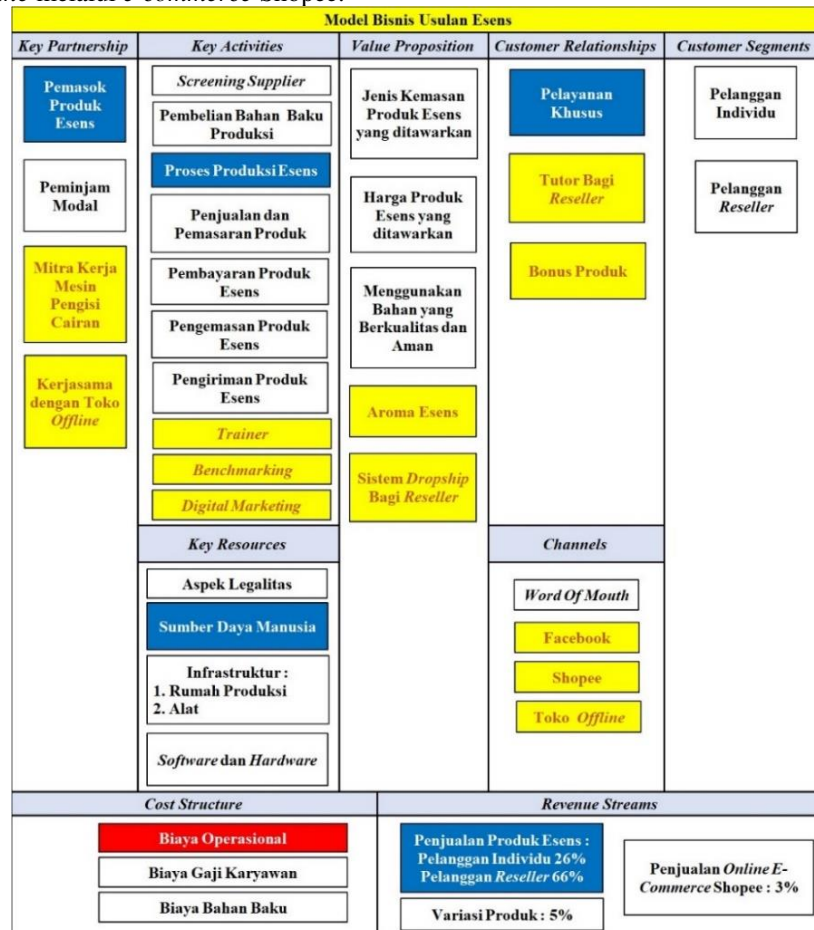 melalui e-commerce Shopee.
Model Bisnis Usulan Esens
Key Partnership
Key Activities
Value Proposition
Customer Relationships
Customer Segments
Pemasok
Produk
Esens
Peminjam
Modal
Mitra Kerja
Mesin
Pengisi
Cairan
Kerjasama
dengan Toko
Offline
Screening Supplier
Pembelian Bahan Baku
Produksi
Proses Produksi Esens
Penjualan dan
Pemasaran Produk
Pembayaran Produk
Esens
Pengemasan Produk
Esens
Pengiriman Produk
Esens
Trainer
Benchmarking
Digital Marketing
Key Resources
Aspek Legalitas
Sumber Daya Manusia
Infrastruktur :
1. Rumah Produksi
2. Alat
Software dan Hardware
Jenis Kemasan
Produk Esens
yang ditawarkan
Harga Produk
Esens yang
ditawarkan
Menggunakan
Bahan yang
Berkualitas dan
Aman
Aroma Esens
Sistem Dropship
Bagi Reseller
Pelayanan
Khusus
Tutor Bagi
Reseller
Bonus Produk
Channels
Word Of Mouth
Facebook
Shopee
Toko Offline
Pelanggan
Individu
Pelanggan
Reseller
Cost Structure
Biaya Operasional
Biaya Gaji Karyawan
Biaya Bahan Baku
Revenue Streams
Penjualan Produk Esens :
Pelanggan Individu 26%
Pelanggan Reseller 66%
Variasi Produk : 5%
Penjualan Online E-
Commerce Shopee : 3%